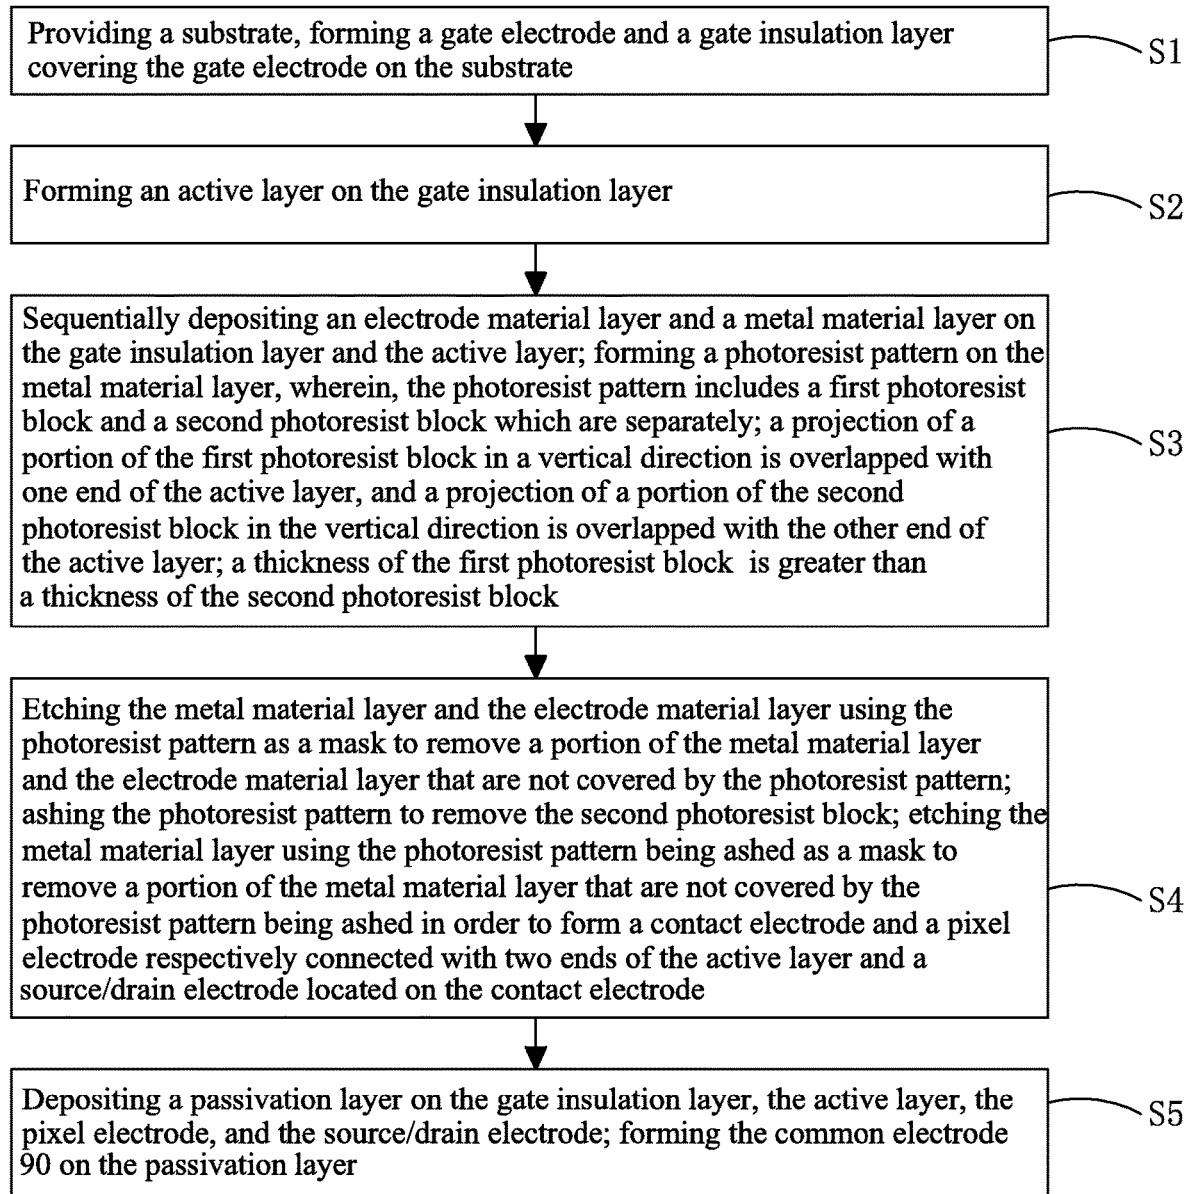 Providing a substrate, forming a gate electrode and a gate insulation layer
covering the gate electrode on the substrate
S1
Forming an active layer on the gate insulation layer
S2
Sequentially depositing an electrode material layer and a metal material layer on
the gate insulation layer and the active layer; forming a photoresist pattern on the
metal material layer, wherein, the photoresist pattern includes a first photoresist
block and a second photoresist block which are separately; a projection of a
portion of the first photoresist block in a vertical direction is overlapped with
one end of the active layer, and a projection of a portion of the second
photoresist block in the vertical direction is overlapped with the other end of
the active layer; a thickness of the first photoresist block is greater than
a thickness of the second photoresist block
S3
Etching the metal material layer and the electrode material layer using the
photoresist pattern as a mask to remove a portion of the metal material layer
and the electrode material layer that are not covered by the photoresist pattern;
ashing the photoresist pattern to remove the second photoresist block; etching the
metal material layer using the photoresist pattern being ashed as a mask to
remove a portion of the metal material layer that are not covered by the
photoresist pattern being ashed in order to form a contact electrode and a pixel
electrode respectively connected with two ends of the active layer and a
source/drain electrode located on the contact electrode
S4
Depositing a passivation layer on the gate insulation layer, the active layer, the
pixel electrode, and the source/drain electrode; forming the common electrode
90 on the passivation layer
S5